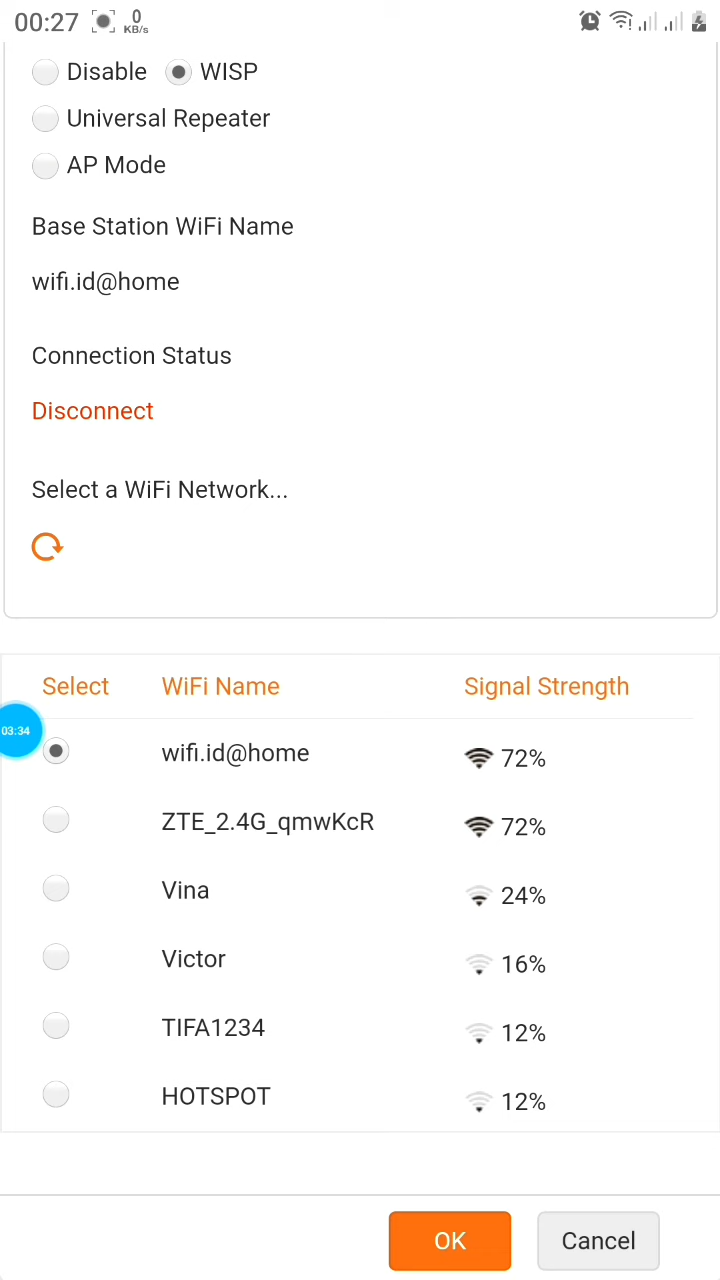 00:27 0 KB/s
Disable WISP
Universal Repeater
AP Mode
Base Station WiFi Name
wifi.id@home
Connection Status
Disconnect
Select a WiFi Network...
Select WiFi Name Signal Strength
03:34
wifi.id@home 72%
ZTE_2.4G_qmwKcR 72%
Vina 24%
Victor 16%
TIFA1234 12%
HOTSPOT 12%
OK Cancel